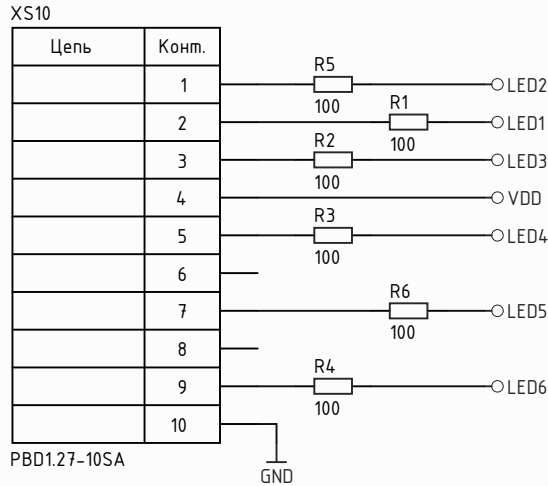 XS10
Цепь Конт.
R5
1 LED2
100 R1
2 LED1
R2 100
3 LED3
100
4 VDD
R3
5 LED4
100
6
R6
7 LED5
100
8
R4
9 LED6
100
10
PBD1.27-10SA
GND